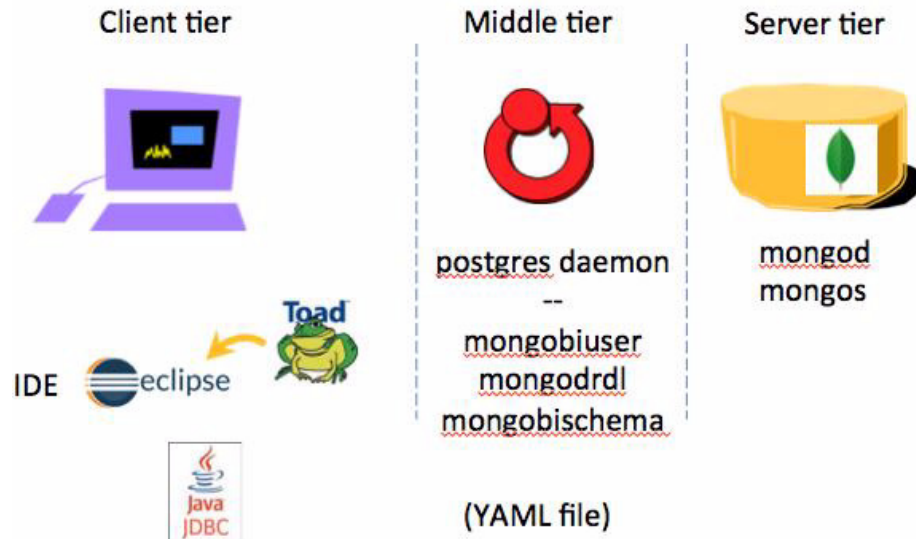 Client tier
Middle tier
Server tier
postgres daemon
--
mongobiuser
mongodrdl
mongobischema
(YAML file)
mongod
mongos
Toad
IDE
eclipse
Java
JDBC